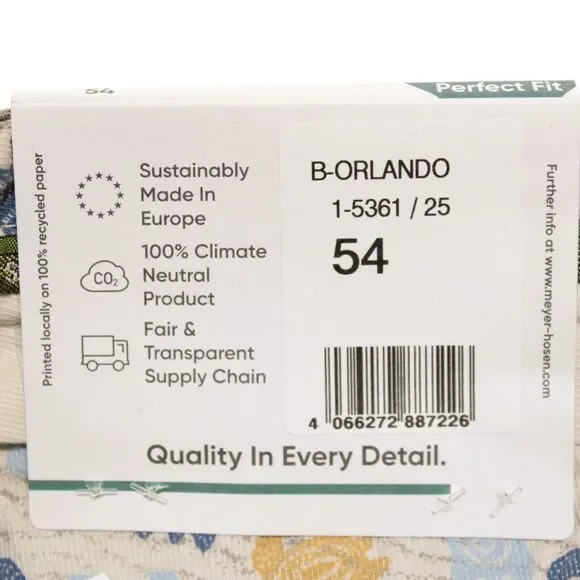 54
Perfect Fit
Printed locally on 100% recycled paper
Sustainably
Made In
Europe
CO₂
100% Climate
Neutral
Product
Fair &
Transparent
Supply Chain
B-ORLANDO
1-5361 / 25
54
4 066272 887226
Further info at www.meyer-hosen.com
Quality In Every Detail.